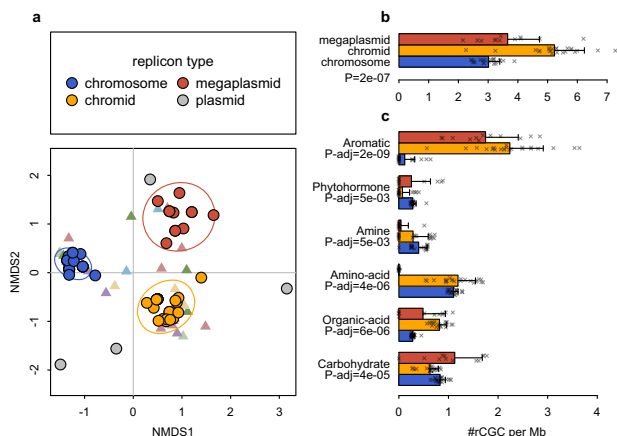 a
replicon type
chromosome megaplasmid
chromid plasmid
2
1
0
-1
-2
NMDS2
-1 0 1 2 3
NMDS1
b
megaplasmid
chromid
chromosome
P=2e-07
0 1 2 3 4 5 6 7
c
Aromatic
P-adj=2e-09
Phytohormone
P-adj=5e-03
Amine
P-adj=5e-03
Amino-acid
P-adj=4e-06
Organic-acid
P-adj=6e-06
Carbohydrate
P-adj=4e-05
0 1 2 3 4
#rCGC per Mb